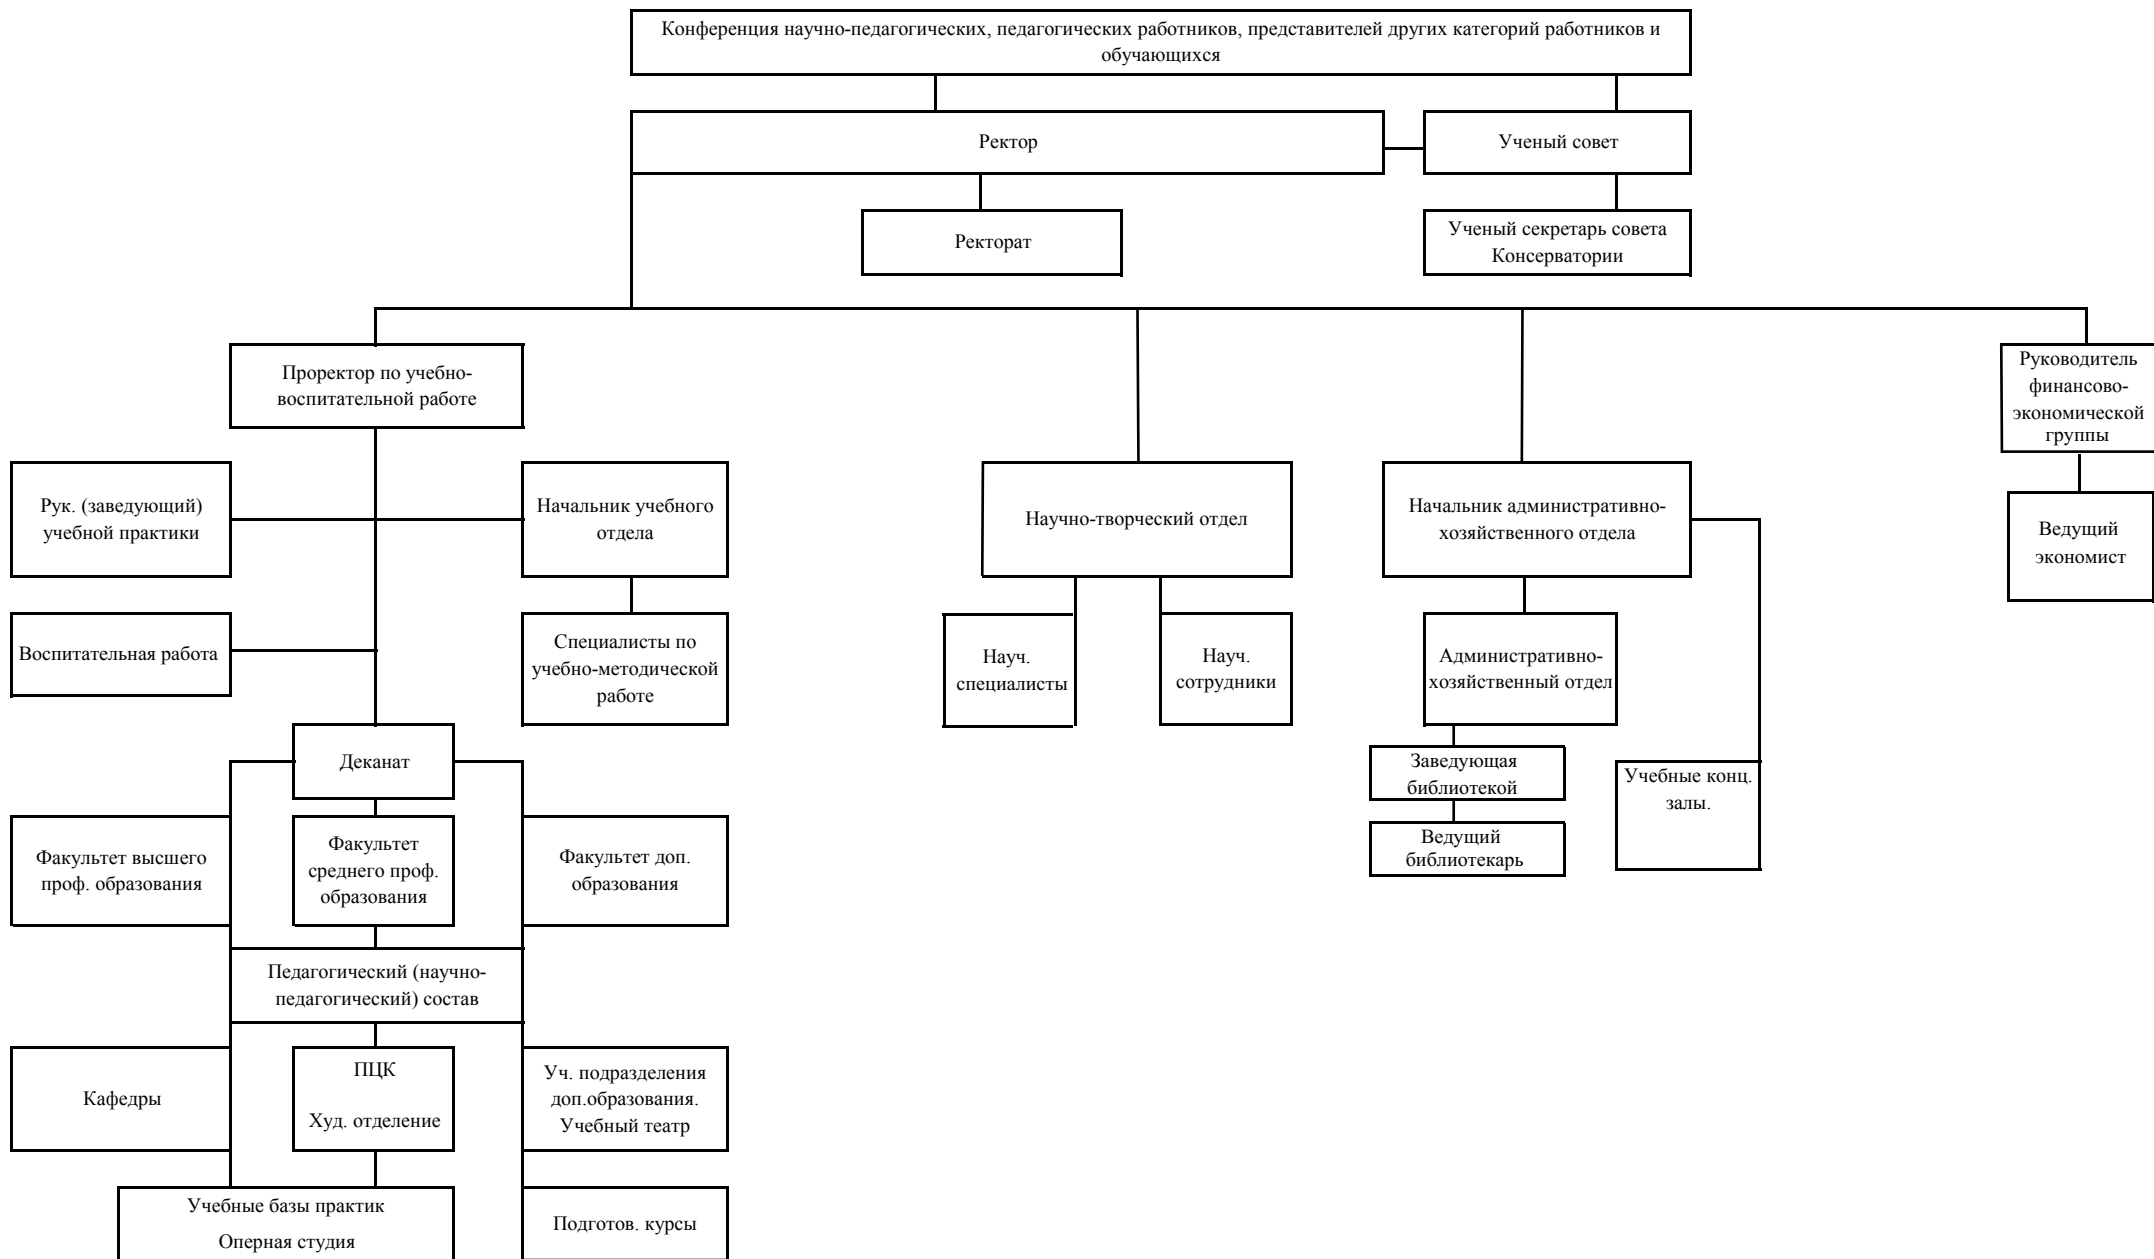 Конференция научно-педагогических, педагогических работников, представителей других категорий работников и
обучающихся
Ректор
Ученый совет
Ректорат
Ученый секретарь совета
Консерватории
Проректор по учебно-
воспитательной работе
Руководитель
финансово-
экономической
группы
Рук. (заведующий)
учебной практики
Начальник учебного
отдела
Научно-творческий отдел
Начальник административно-
хозяйственного отдела
Ведущий
экономист
Воспитательная работа
Специалисты по
учебно-методической
работе
Науч.
специалисты
Науч.
сотрудники
Административно-
хозяйственный отдел
Деканат
Заведующая
библиотекой
Учебные конц.
залы.
Ведущий
библиотекарь
Факультет высшего
проф. образования
Факультет
среднего проф.
образования
Факультет доп.
образования
Педагогический (научно-
педагогический) состав
Кафедры
ПЦК
Худ. отделение
Уч. подразделения
доп.образования.
Учебный театр
Учебные базы практик
Оперная студия
Подготов. курсы